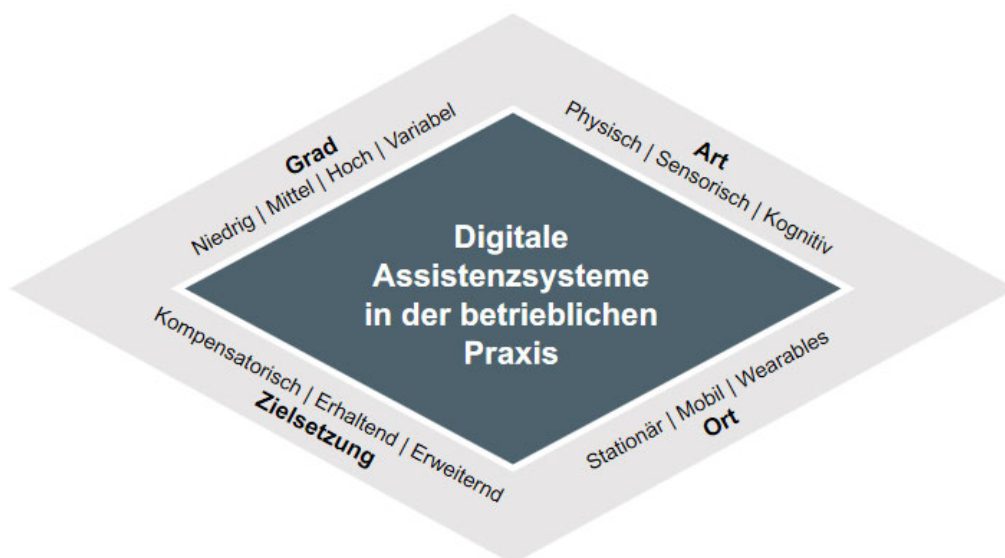 Grad
Niedrig | Mittel | Hoch | Variabel
Art
Physisch | Sensorisch | Kognitiv
Digitale
Assistenzsysteme
in der betrieblichen
Praxis
Kompensatorisch | Erhaltend | Erweiternd
Zielsetzung
Stationär | Mobil | Wearables
Ort